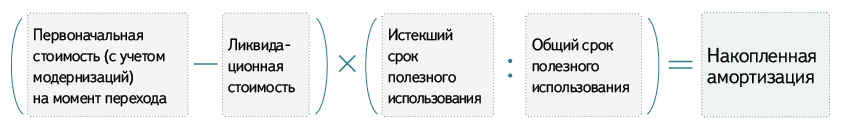 (
Первоначальная
стоимость (с учетом
модернизаций)
на момент перехода
—
Ликвида-
ционная
стоимость
)
×
(
Истекший
срок
полезного
использования
:
Общий срок
полезного
использования
)
=
Накопленная
амортизация